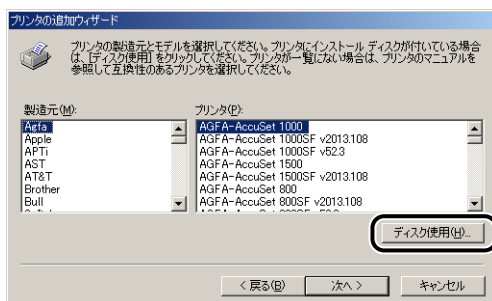 プリンタの追加ウィザード
プリンタの製造元とモデルを選択してください。プリンタにインストール ディスクが付いている場合
は、[ディスク使用] をクリックしてください。プリンタが一覧にない場合は、プリンタのマニュアルを
参照して互換性のあるプリンタを選択してください。
製造元(M):
プリンタ(P):
Agfa
Apple
APTi
AST
AT&T
Brother
Bull
AGFA-AccuSet 1000
AGFA-AccuSet 1000SF v2013.108
AGFA-AccuSet 1000SF v52.3
AGFA-AccuSet 1500
AGFA-AccuSet 1500SF v2013.108
AGFA-AccuSet 800
AGFA-AccuSet 800SF v2013.108
ディスク使用(H)...
< 戻る(B)
次へ >
キャンセル